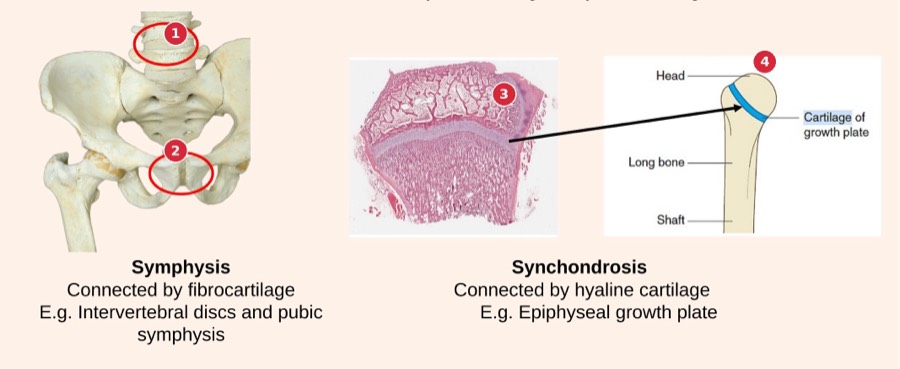 1
2
3
4
Head
Cartilage of
growth plate
Long bone
Shaft
Symphysis
Connected by fibrocartilage
E.g. Intervertebral discs and pubic
symphysis
Synchondrosis
Connected by hyaline cartilage
E.g. Epiphyseal growth plate